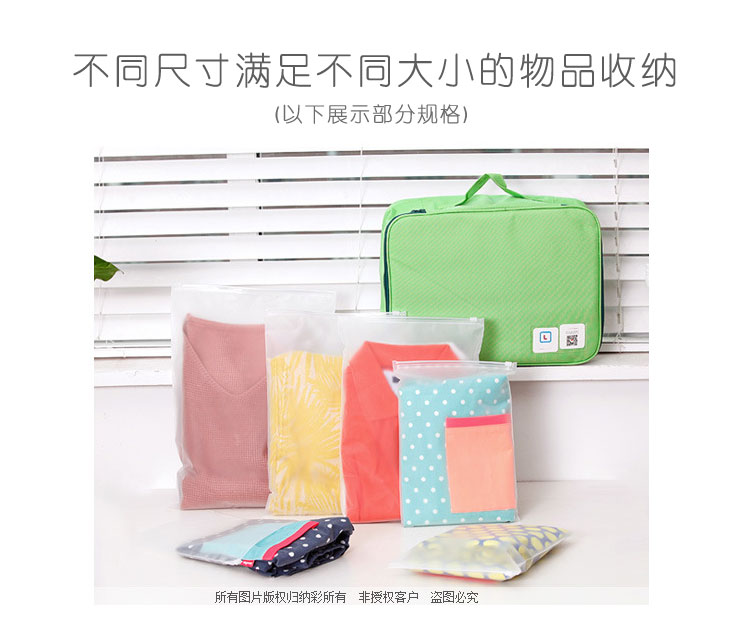 不同尺寸满足不同大小的物品收纳
(以下展示部分规格)
所有图片版权归纳彩所有 非授权客户 盗图必究